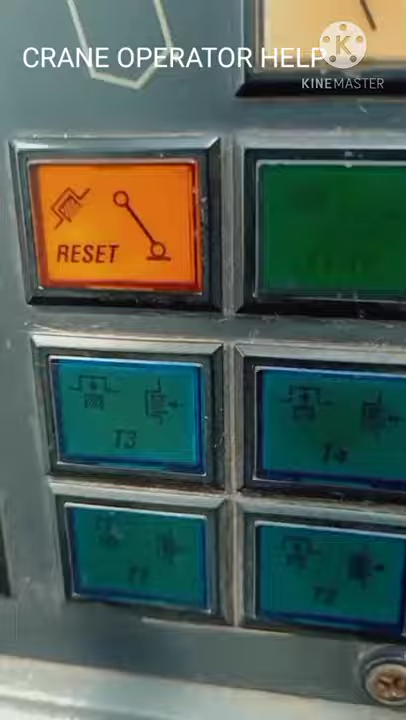 CRANE OPERATOR HELP
K
KINEMASTER
RESET
T3
T4
T1
T2